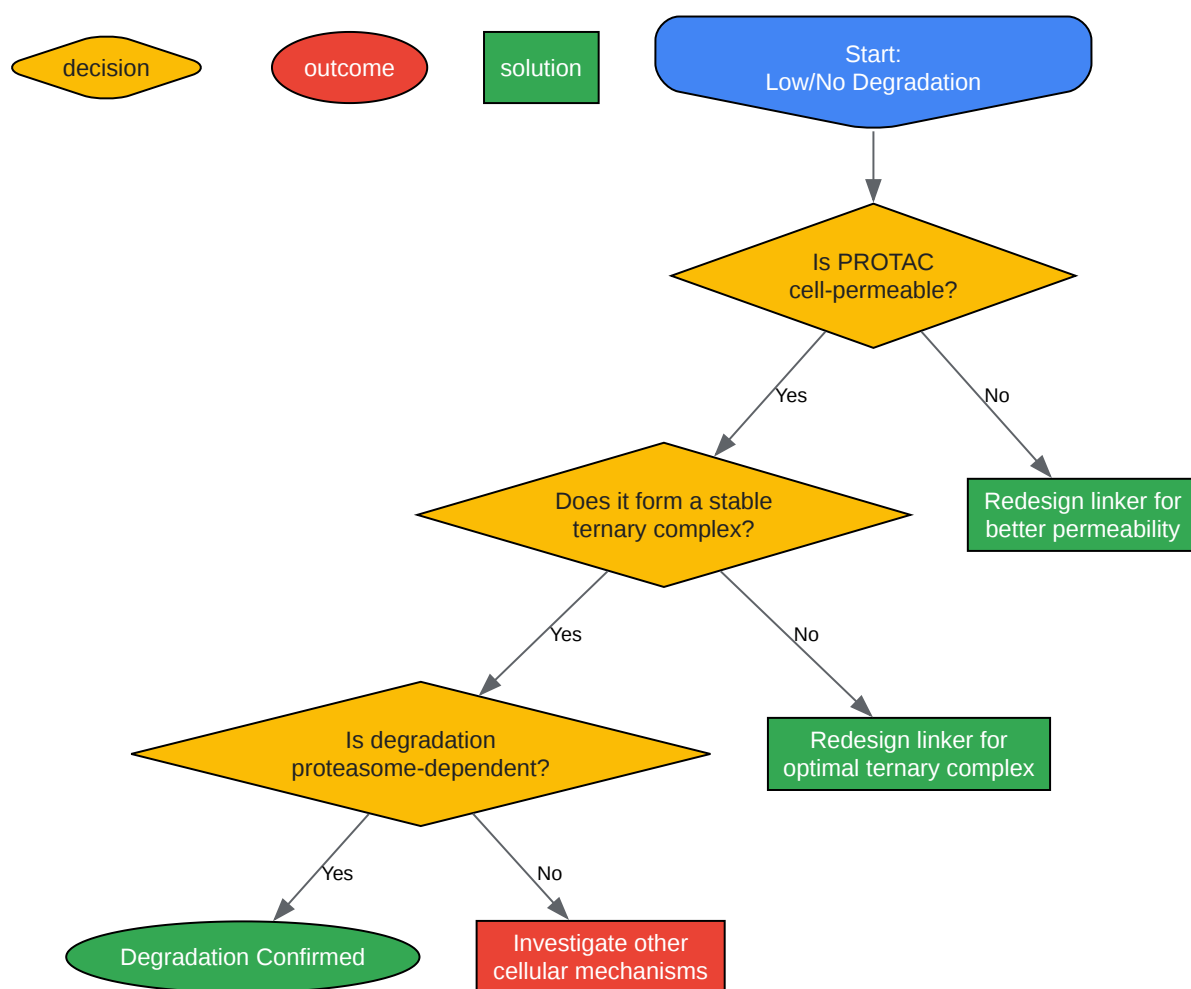 decision
outcome
solution
Start:
Low/No Degradation
Is PROTAC
cell-permeable?
Yes
No
Does it form a stable
ternary complex?
Redesign linker for
better permeability
Yes
No
Is degradation
proteasome-dependent?
Redesign linker for
optimal ternary complex
Yes
No
Degradation Confirmed
Investigate other
cellular mechanisms